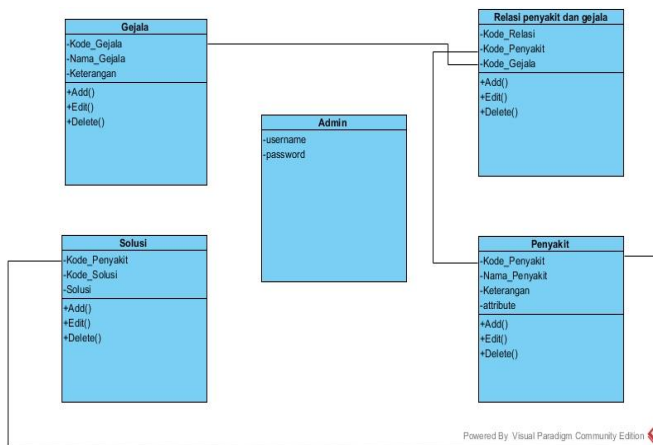 Gejala
-Kode_Gejala
-Nama_Gejala
-Keterangan
+Add()
+Edit()
+Delete()
Relasi penyakit dan gejala
-Kode_Relasi
-Kode_Penyakit
-Kode_Gejala
+Add()
+Edit()
+Delete()
Admin
-username
-password
Solusi
-Kode_Penyakit
-Kode_Solusi
-Solusi
+Add()
+Edit()
+Delete()
Penyakit
-Kode_Penyakit
-Nama_Penyakit
-Keterangan
-attribute
+Add()
+Edit()
+Delete()
Powered By Visual Paradigm Community Edition